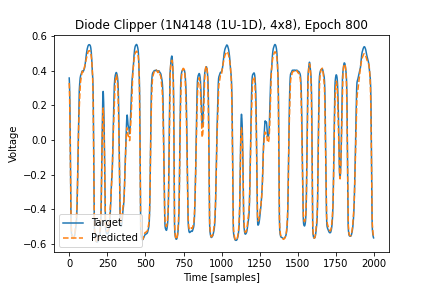 Diode Clipper (1N4148 (1U-1D), 4x8), Epoch 800
Voltage
0.6
0.4
0.2
0.0
−0.2
−0.4
−0.6
Target
Predicted
0 250 500 750 1000 1250 1500 1750 2000
Time [samples]